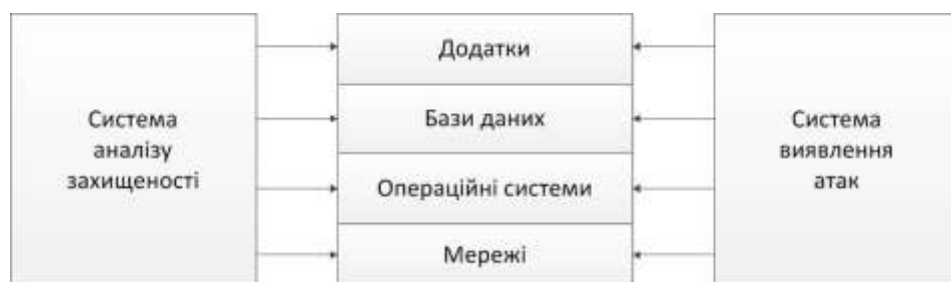 Система
аналізу
захищеності
Додатки
Бази даних
Операційні системи
Мережі
Система
виявлення
атак